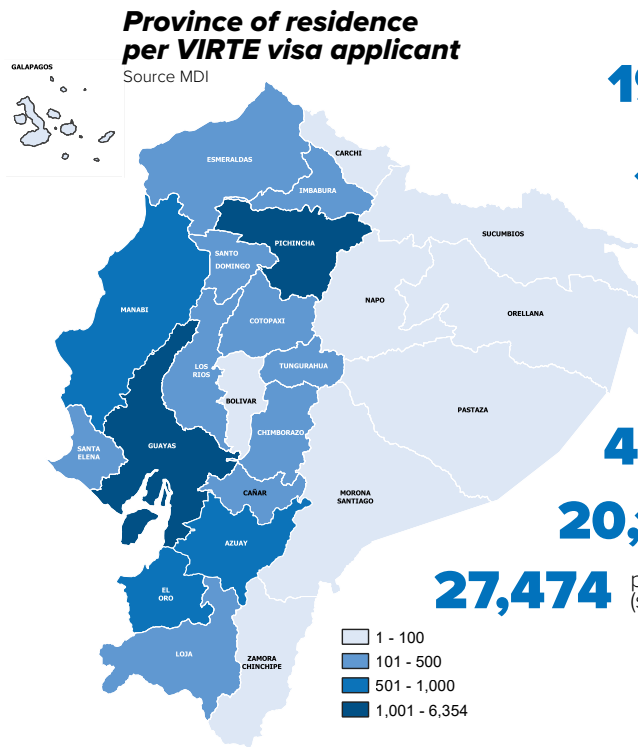 Province of residence
per VIRTE visa applicant
Source MDI
GALAPAGOS
ESMERALDAS
CARCHI
IMBABURA
SUCUMBIOS
PICHINCHA
SANTO
DOMINGO
NAPO
ORELLANA
MANABI
COTOPAXI
LOS
RIOS
TUNGURAHUA
BOLIVAR
PASTAZA
CHIMBORAZO
GUAYAS
SANTA
ELENA
CAÑAR
MORONA
SANTIAGO
AZUAY
EL
ORO
LOJA
ZAMORA
CHINCHIPE
4
20,
27,474
1 - 100
101 - 500
501 - 1,000
1,001 - 6,354